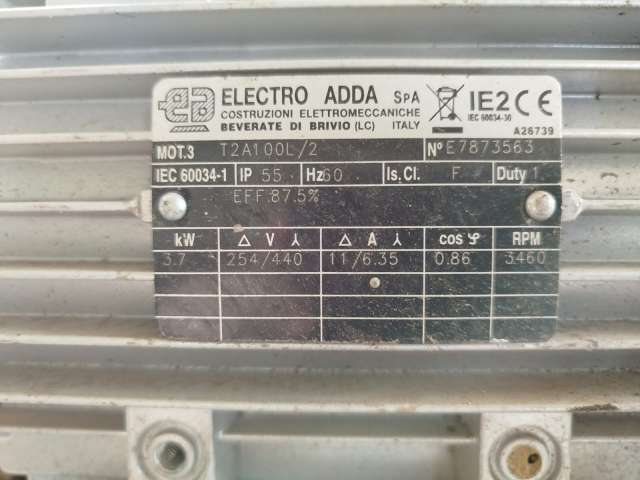 ea ELECTRO ADDA SPA
COSTRUZIONI ELETTROMECCANICHE
BEVERATE DI BRIVIO (LC) ITALY
IE2 CE
IEC 60034-30
A26739
MOT.3 T2A100L/2 N° E7873563
IEC 60034-1 IP 55 Hz 60 Is.Cl. F Duty 1
EFF.87.5%
kW Δ V ⅄ Δ A ⅄ cos φ RPM
3.7 254/440 11/6.35 0.86 3460